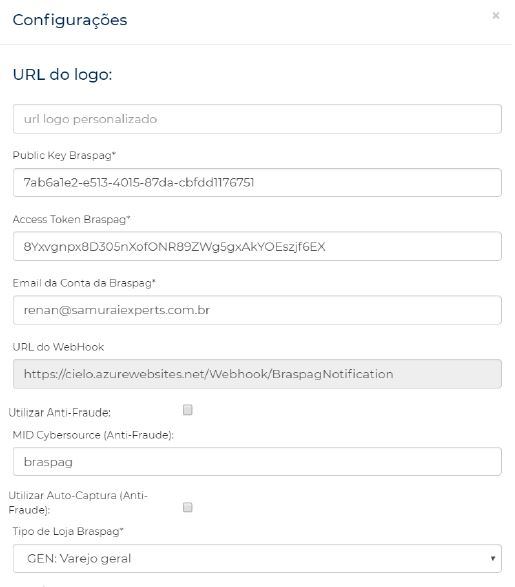 Configurações
×
URL do logo:
url logo personalizado
Public Key Braspag*
7ab6a1e2-e513-4015-87da-cbfdd1176751
Access Token Braspag*
8Yxvgnpx8D305nXofONR89ZWg5gxAkYOEszjf6EX
Email da Conta da Braspag*
renan@samuraiexperts.com.br
URL do WebHook
https://cielo.azurewebsites.net/Webhook/BraspagNotification
Utilizar Anti-Fraude:
MID Cybersource (Anti-Fraude):
braspag
Utilizar Auto-Captura (Anti-
Fraude):
Tipo de Loja Braspag*
GEN: Varejo geral